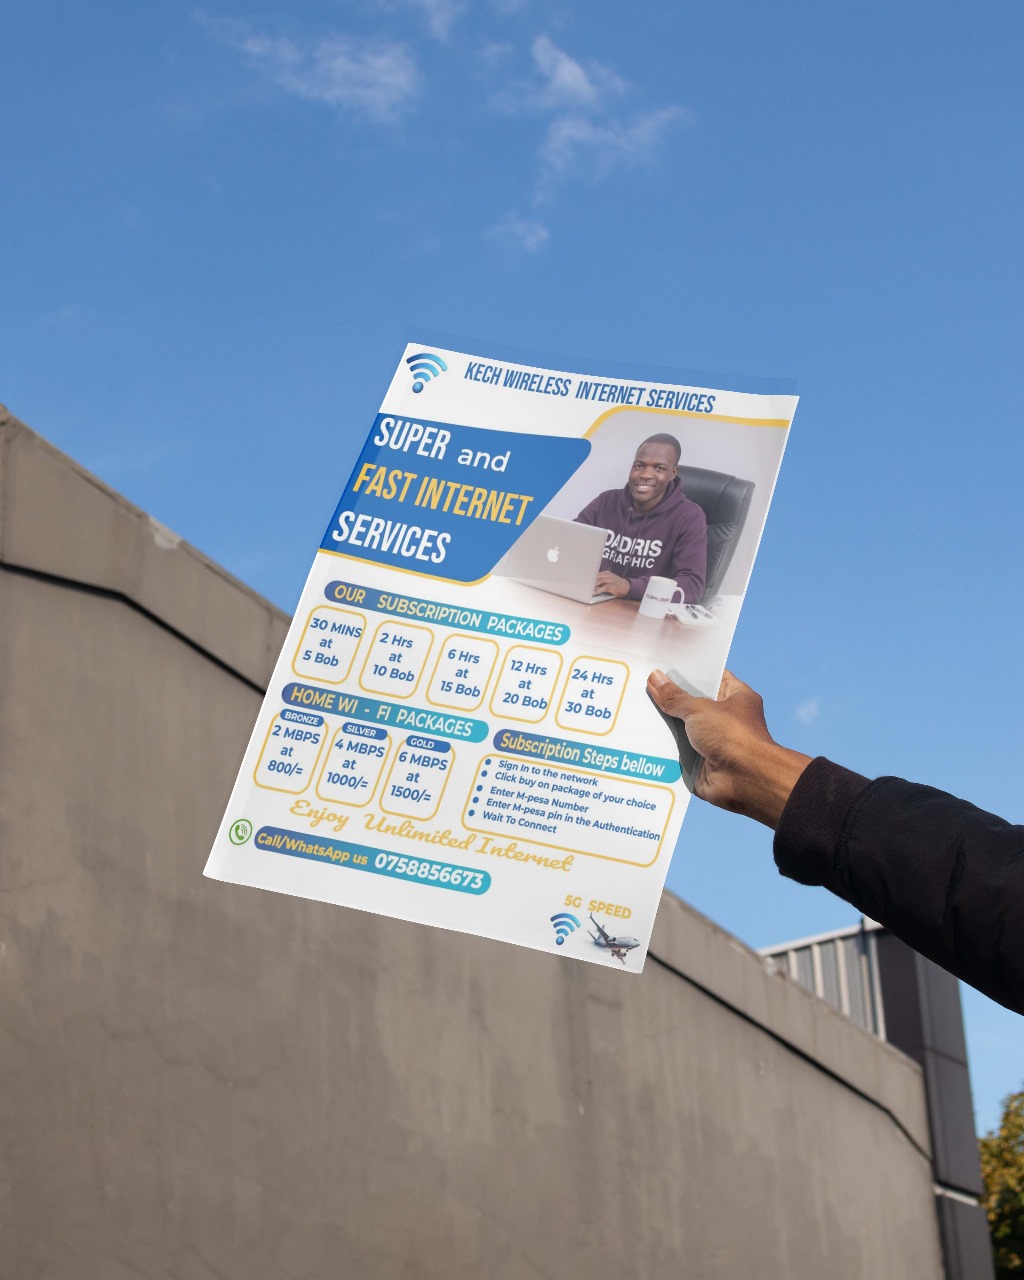 KECH WIRELESS INTERNET SERVICES
SUPER and
FAST INTERNET
SERVICES
OUR SUBSCRIPTION PACKAGES
30 MINS
at
5 Bob
2 Hrs
at
10 Bob
6 Hrs
at
15 Bob
12 Hrs
at
20 Bob
24 Hrs
at
30 Bob
HOME WI - FI PACKAGES
BRONZE
2 MBPS
at
800/=
SILVER
4 MBPS
at
1000/=
GOLD
6 MBPS
at
1500/=
Subscription Steps bellow
Sign In to the network
Click buy on package of your choice
Enter M-pesa Number
Enter M-pesa pin in the Authentication
Wait To Connect
Enjoy Unlimited Internet
Call/WhatsApp us 0758856673
5G SPEED